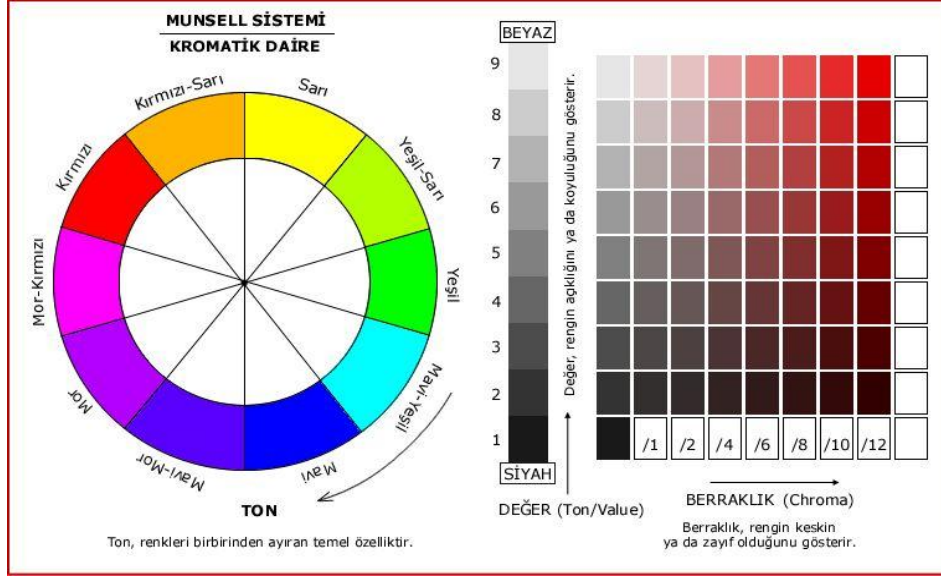 MUNSELL SİSTEMİ
KROMATİK DAİRE
Kırmızı-Sarı
Sarı
Yeşil-Sarı
Yeşil
Mavi-Yeşil
Mavi
Mavi-Mor
Mor
Mor-Kırmızı
Kırmızı
TON
Ton, renkleri birbirinden ayıran temel özelliktir.
BEYAZ
9
8
7
6
5
4
3
2
1
SİYAH
Değer, rengin açıklığını ya da koyuluğunu gösterir.
DEĞER (Ton/Value)
/1 /2 /4 /6 /8 /10 /12
BERRAKLIK (Chroma)
Berraklık, rengin keskin
ya da zayıf olduğunu gösterir.